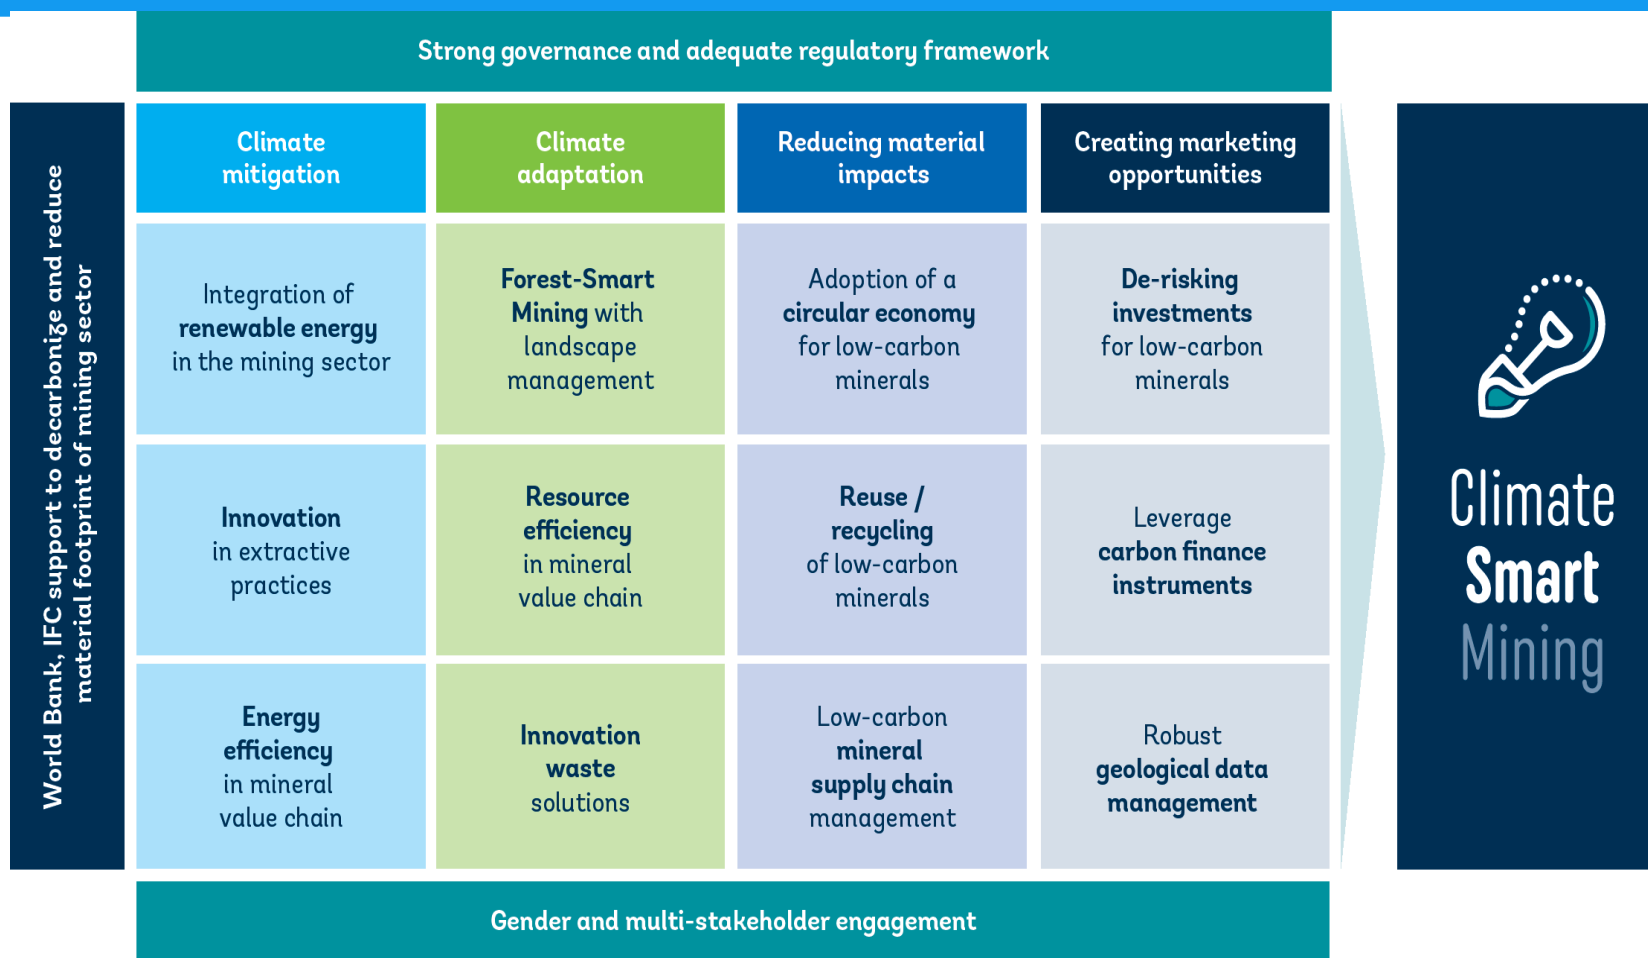 Strong governance and adequate regulatory framework
World Bank, IFC support to decarbonize and reduce
material footprint of mining sector
Climate
mitigation
Integration of
renewable energy
in the mining sector
Innovation
in extractive
practices
Energy
efficiency
in mineral
value chain
Climate
adaptation
Forest-Smart
Mining with
landscape
management
Resource
efficiency
in mineral
value chain
Innovation
waste
solutions
Reducing material
impacts
Adoption of a
circular economy
for low-carbon
minerals
Reuse /
recycling
of low-carbon
minerals
Low-carbon
mineral
supply chain
management
Creating marketing
opportunities
De-risking
investments
for low-carbon
minerals
Leverage
carbon finance
instruments
Robust
geological data
management
Climate
Smart
Mining
Gender and multi-stakeholder engagement